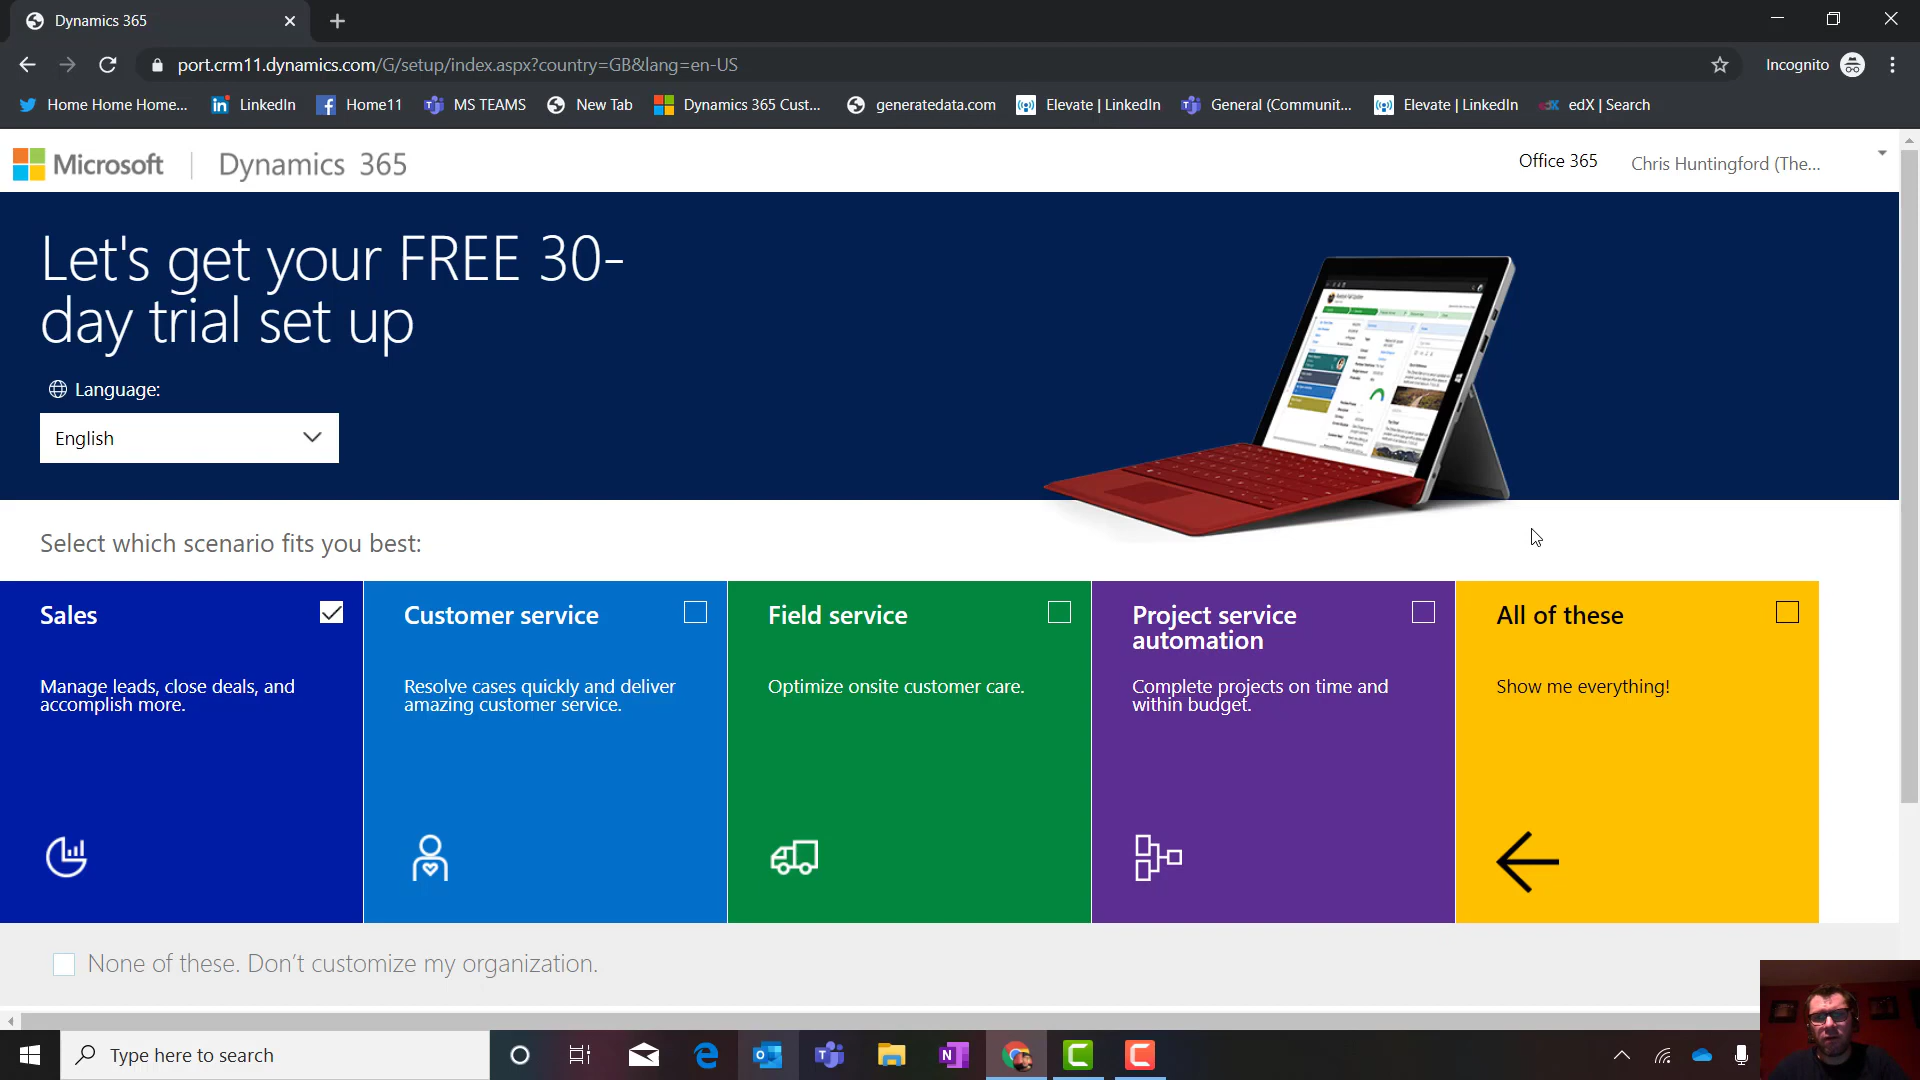 Dynamics 365
port.crm11.dynamics.com/G/setup/index.aspx?country=GB&lang=en-US
Incognito
Home Home Home...
LinkedIn
Home11
MS TEAMS
New Tab
Dynamics 365 Cust...
generatedata.com
Elevate | LinkedIn
General (Communit...
Elevate | LinkedIn
edX | Search
Microsoft
Dynamics 365
Office 365
Chris Huntingford (The...
Let's get your FREE 30-
day trial set up
Language:
English
Select which scenario fits you best:
Sales
Manage leads, close deals, and
accomplish more.
Customer service
Resolve cases quickly and deliver
amazing customer service.
Field service
Optimize onsite customer care.
Project service
automation
Complete projects on time and
within budget.
All of these
Show me everything!
None of these. Don’t customize my organization.
Type here to search